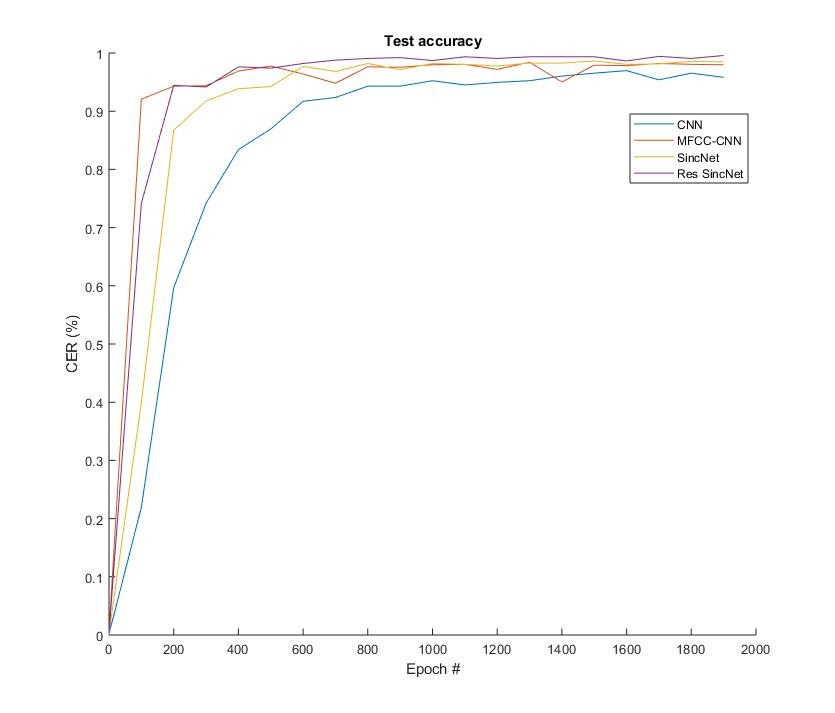 Test accuracy
1
0.9
0.8
0.7
0.6
0.5
0.4
0.3
0.2
0.1
0
CER (%)
CNN
MFCC-CNN
SincNet
Res SincNet
0 200 400 600 800 1000 1200 1400 1600 1800 2000
Epoch #